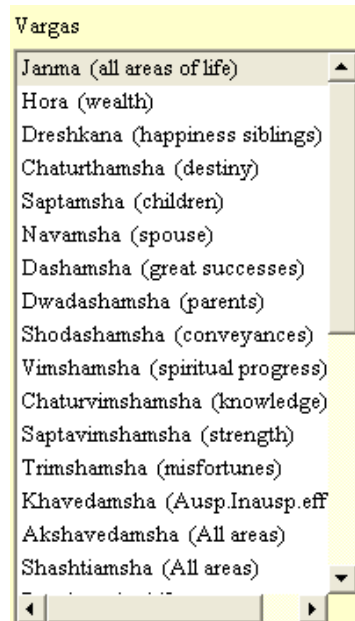 Vargas
Janma (all areas of life)
Hora (wealth)
Dreshkana (happiness siblings)
Chaturthamsha (destiny)
Saptamsha (children)
Navamsha (spouse)
Dashamsha (great successes)
Dwadashamsha (parents)
Shodashamsha (conveyances)
Vimshamsha (spiritual progress)
Chaturvimshamsha (knowledge)
Saptavimshamsha (strength)
Trimshamsha (misfortunes)
Khavedamsha (Ausp.Inausp.eff
Akshavedamsha (All areas)
Shashtiamsha (All areas)